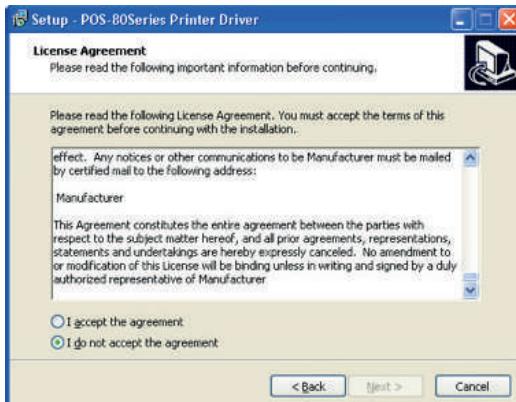 Setup - POS-80Series Printer Driver
License Agreement
Please read the following important information before continuing.
Please read the following License Agreement. You must accept the terms of this
agreement before continuing with the installation.
effect. Any notices or other communications to be Manufacturer must be mailed
by certified mail to the following address:
Manufacturer
This Agreement constitutes the entire agreement between the parties with
respect to the subject matter hereof, and all prior agreements, representations,
statements and undertakings are hereby expressly canceled. No amendment to
or modification of this License will be binding unless in writing and signed by a duly
authorized representative of Manufacturer
I accept the agreement
I do not accept the agreement
< Back Next > Cancel